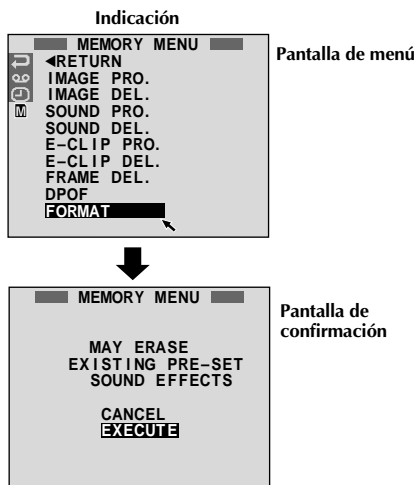 Indicación
MEMORY MENU
Pantalla de menú
◄RETURN
IMAGE PRO.
IMAGE DEL.
M
SOUND PRO.
SOUND DEL.
E–CLIP PRO.
E–CLIP DEL.
FRAME DEL.
DPOF
FORMAT
MEMORY MENU
Pantalla de
confirmación
MAY ERASE
EXISTING PRE–SET
SOUND EFFECTS
CANCEL
EXECUTE